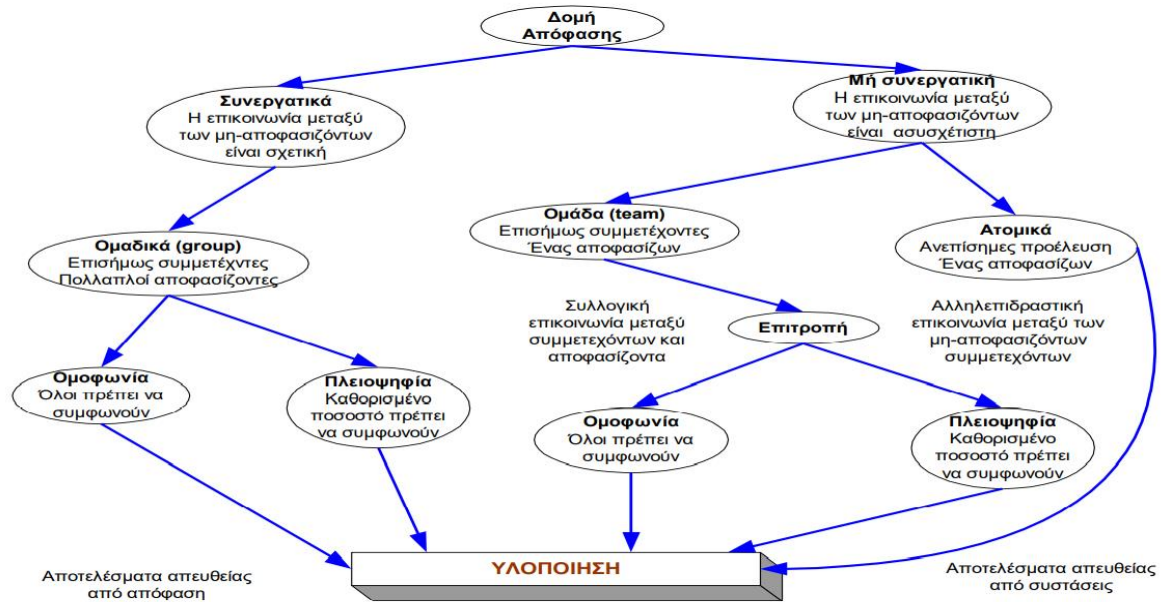 Δομή
Απόφασης
Συνεργατικά
Η επικοινωνία μεταξύ
των μη-αποφασιζόντων
είναι σχετική
Μή συνεργατική
Η επικοινωνία μεταξύ
των μη-αποφασιζόντων
είναι ασυσχέτιστη
Ομαδικά (group)
Επισήμως συμμετέχντες
Πολλαπλοί αποφασίζοντες
Ομάδα (team)
Επισήμως συμμετέχοντες
Ένας αποφασίζων
Ατομικά
Ανεπίσημες προέλευση
Ένας αποφασίζων
Συλλογική
επικοινωνία μεταξύ
συμμετεχόντων και
αποφασίζοντα
Επιτροπή
Αλληλεπιδραστική
επικοινωνία μεταξύ των
μη-αποφασιζόντων
συμμετεχόντων
Ομοφωνία
Όλοι πρέπει να
συμφωνούν
Πλειοψηφία
Καθορισμένο
ποσοστό πρέπει
να συμφωνούν
Ομοφωνία
Όλοι πρέπει να
συμφωνούν
Πλειοψηφία
Καθορισμένο
ποσοστό πρέπει
να συμφωνούν
Αποτελέσματα απευθείας
από απόφαση
ΥΛΟΠΟΙΗΣΗ
Αποτελέσματα απευθείας
από συστάσεις